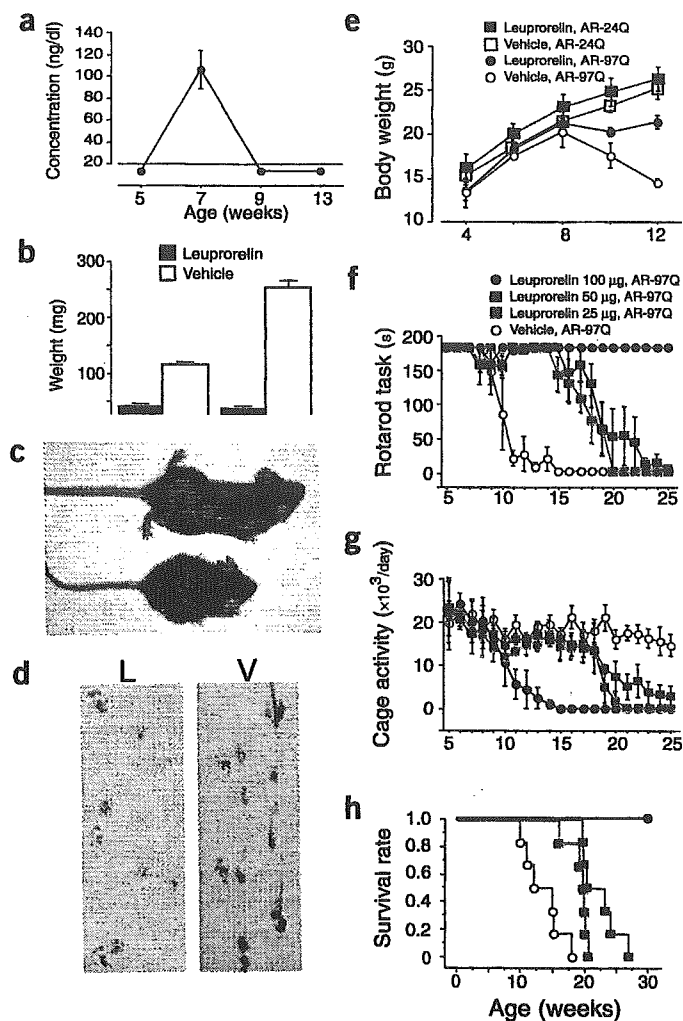 a
Concentration (ng/dl)
140
120
100
80
60
40
20
5 7 9 13
Age (weeks)
b
Leuprorelin
Vehicle
Weight (mg)
300
200
100
c
d
L V
e
Leuprorelin, AR-24Q
Vehicle, AR-24Q
Leuprorelin, AR-97Q
Vehicle, AR-97Q
Body weight (g)
30
25
20
15
10
4 6 8 10 12
f
Leuprorelin 100 µg, AR-97Q
Leuprorelin 50 µg, AR-97Q
Leuprorelin 25 µg, AR-97Q
Vehicle, AR-97Q
Rotarod task (s)
200
150
100
50
0
5 10 15 20 25
g
Cage activity (×10³/day)
30
20
10
0
5 10 15 20 25
h
Survival rate
1.0
0.8
0.6
0.4
0.2
0
0 10 20 30
Age (weeks)